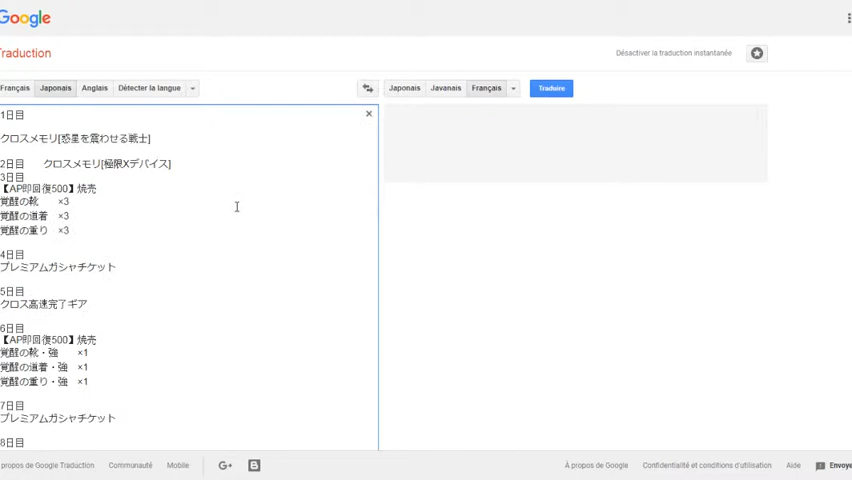 Google
Traduction
Désactiver la traduction instantanée
Français Japonais Anglais Détecter la langue
Japonais Javanais Français Traduire
1日目
クロスメモリ[惑星を震わせる戦士]
2日目 クロスメモリ[極限Xデバイス]
3日目
【AP即回復500】焼売
覚醒の靴 ×3
覚醒の道着 ×3
覚醒の重り ×3
4日目
プレミアムガシャチケット
5日目
クロス高速完了ギア
6日目
【AP即回復500】焼売
覚醒の靴・強 ×1
覚醒の道着・強 ×1
覚醒の重り・強 ×1
7日目
プレミアムガシャチケット
8日目
propos de Google Traduction Communauté Mobile G+ B À propos de Google Confidentialité et conditions d'utilisation Aide Envoye